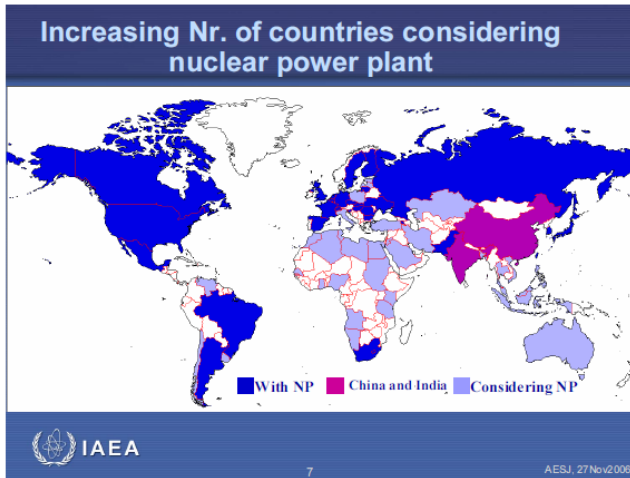 Increasing Nr. of countries considering
nuclear power plant
With NP
China and India
Considering NP
IAEA
7
AESJ, 27Nov2006